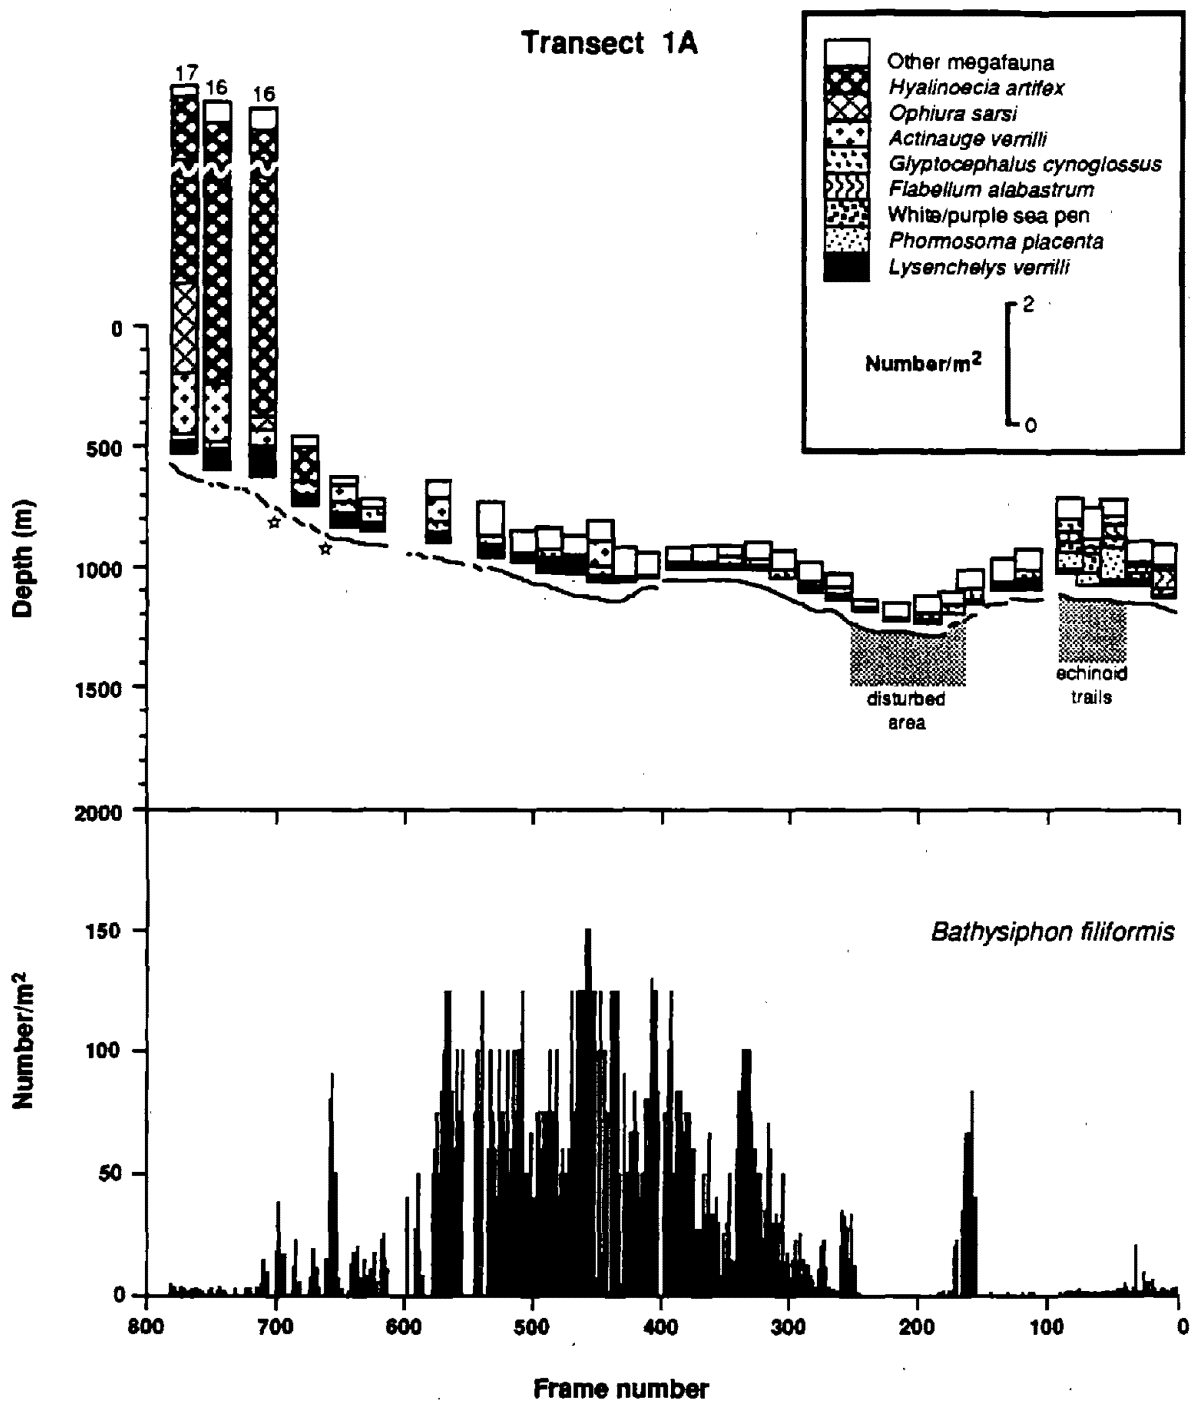 Transect 1A
17
16
16
Other megafauna
Hyalinoecia artifex
Ophiura sarsi
Actinauge verrilli
Glyptocephalus cynoglossus
Flabellum alabastrum
White/purple sea pen
Phormosoma placenta
Lysenchelys verrilli
2
Number/m²
0
0
500
1000
1500
2000
Depth (m)
disturbed
area
echinoid
trails
Bathysiphon filiformis
150
100
50
0
Number/m²
800
700
600
500
400
300
200
100
0
Frame number